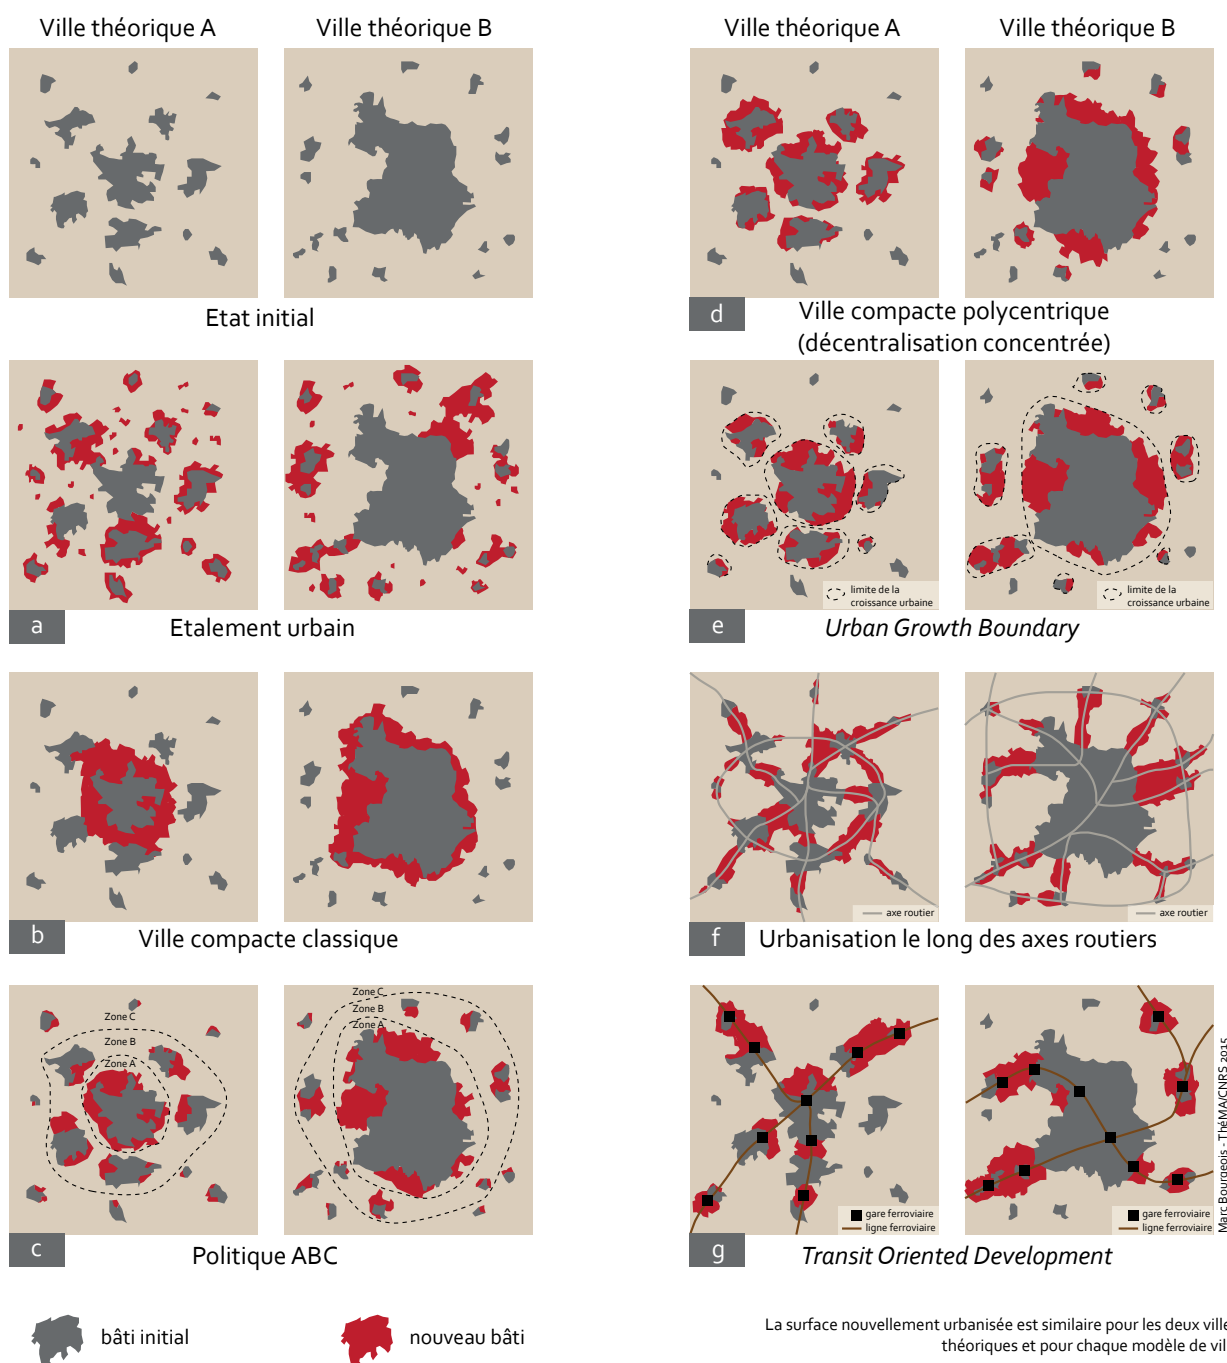 Ville théorique A
Ville théorique B
Etat initial
a
Etalement urbain
b
Ville compacte classique
Zone C
Zone B
Zone A
Zone C
Zone B
Zone A
c
Politique ABC
Ville théorique A
Ville théorique B
d
Ville compacte polycentrique
(décentralisation concentrée)
limite de la
croissance urbaine
limite de la
croissance urbaine
e
Urban Growth Boundary
axe routier
axe routier
f
Urbanisation le long des axes routiers
gare ferroviaire
ligne ferroviaire
gare ferroviaire
ligne ferroviaire
g
Transit Oriented Development
Marc Bourgeois - ThéMA/CNRS 2015
bâti initial
nouveau bâti
La surface nouvellement urbanisée est similaire pour les deux ville
théoriques et pour chaque modèle de vil